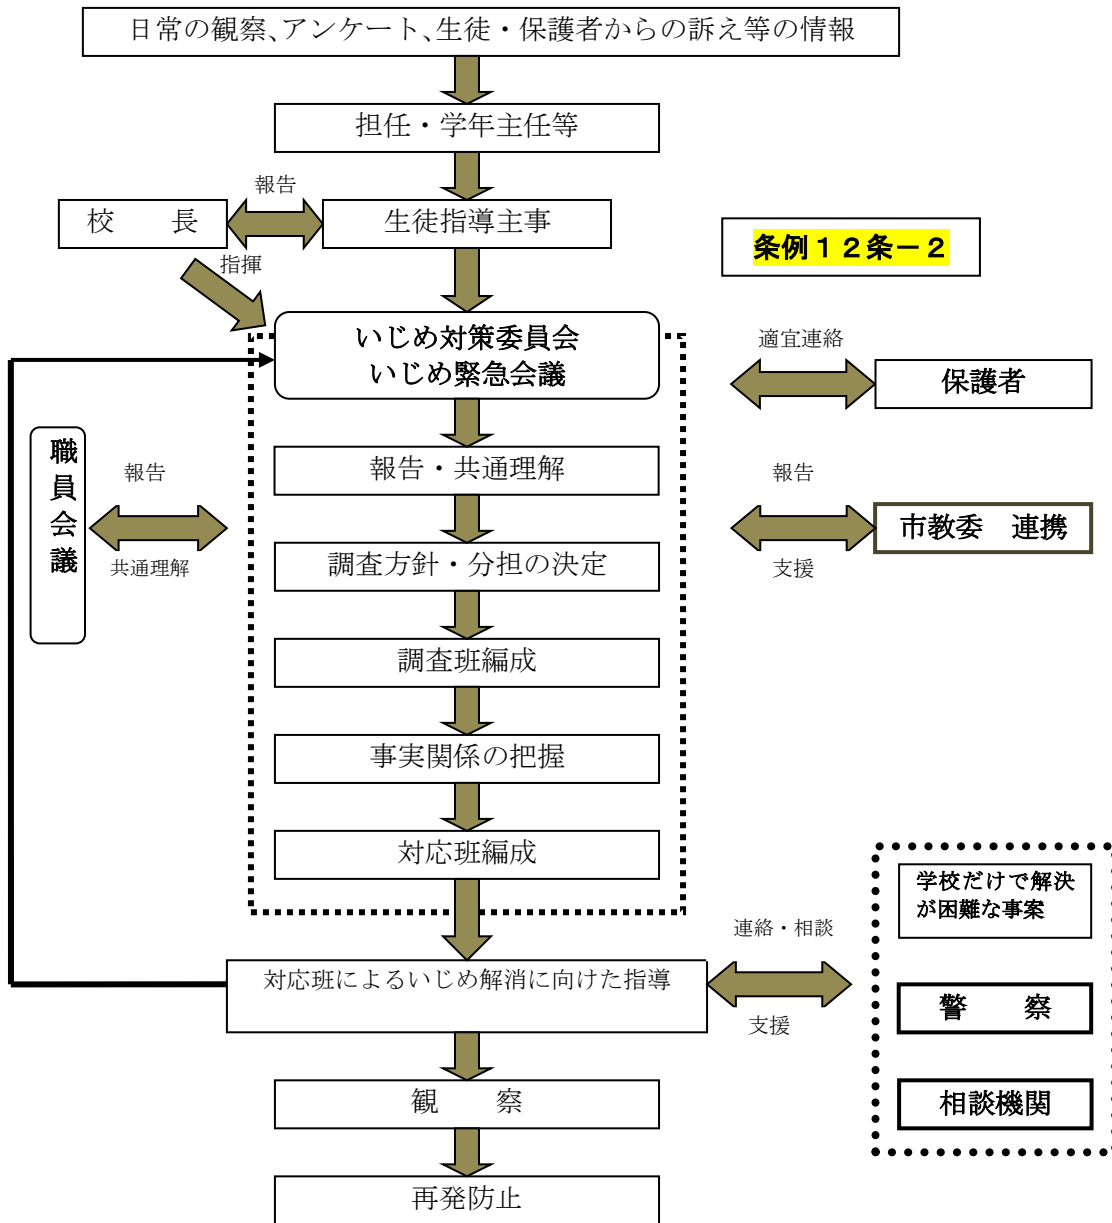 日常の観察、アンケート、生徒・保護者からの訴え等の情報
担任・学年主任等
報告
校　　長
生徒指導主事
条例１２条－２
指揮
いじめ対策委員会
いじめ緊急会議
適宜連絡
保護者
職員会議
報告
共通理解
報告・共通理解
報告
市教委　連携
支援
調査方針・分担の決定
調査班編成
事実関係の把握
対応班編成
学校だけで解決
が困難な事案
連絡・相談
対応班によるいじめ解消に向けた指導
支援
警　　察
相談機関
観　　察
再発防止